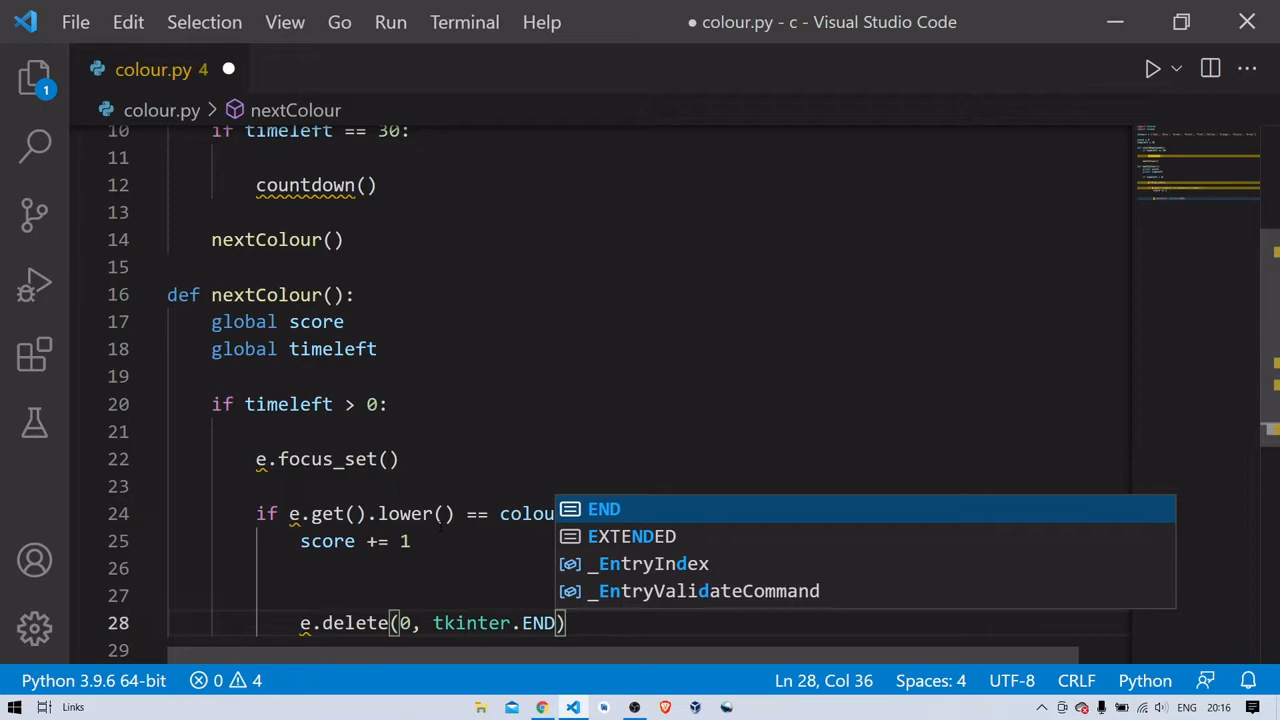 File Edit Selection View Go Run Terminal Help ● colour.py - c - Visual Studio Code
colour.py 4
colour.py > nextColour
10 if timeleft == 30:
11
12 countdown()
13
14 nextColour()
15
16 def nextColour():
17 global score
18 global timeleft
19
20 if timeleft > 0:
21
22 e.focus_set()
23
24 if e.get().lower() == colou
25 score += 1
26
27
28 e.delete(0, tkinter.END)
29
END
EXTENDED
_EntryIndex
_EntryValidateCommand
1
Python 3.9.6 64-bit 0 4 Ln 28, Col 36 Spaces: 4 UTF-8 CRLF Python
Links ENG 20:16